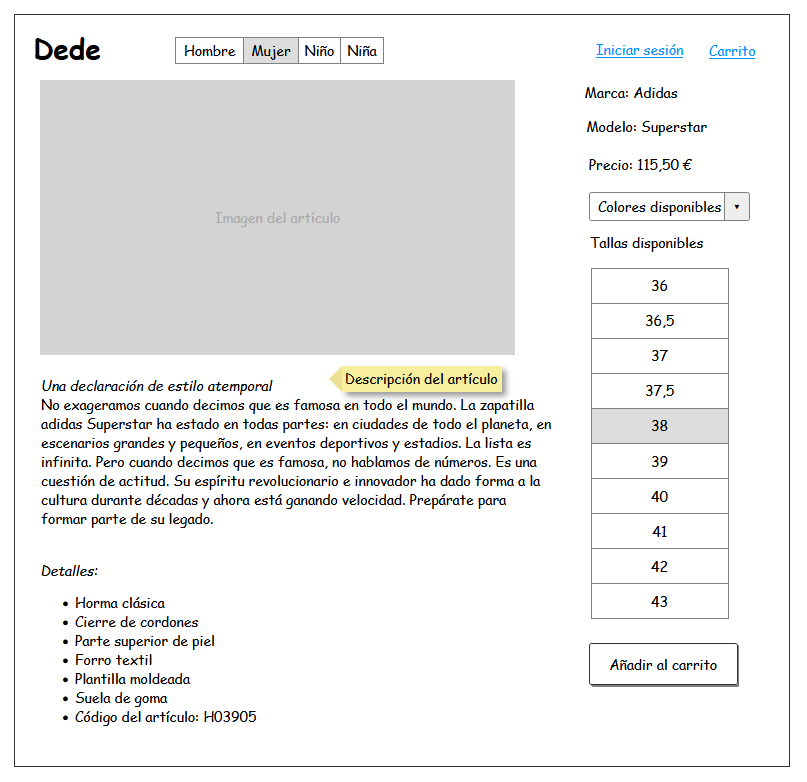 Dede
Hombre Mujer Niño Niña
Iniciar sesión Carrito
Imagen del artículo
Marca: Adidas
Modelo: Superstar
Precio: 115,50 €
Colores disponibles
Tallas disponibles
36
36,5
37
37,5
38
39
40
41
42
43
Añadir al carrito
Descripción del artículo
Una declaración de estilo atemporal
No exageramos cuando decimos que es famosa en todo el mundo. La zapatilla
adidas Superstar ha estado en todas partes: en ciudades de todo el planeta, en
escenarios grandes y pequeños, en eventos deportivos y estadios. La lista es
infinita. Pero cuando decimos que es famosa, no hablamos de números. Es una
cuestión de actitud. Su espíritu revolucionario e innovador ha dado forma a la
cultura durante décadas y ahora está ganando velocidad. Prepárate para
formar parte de su legado.
Detalles:
• Horma clásica
• Cierre de cordones
• Parte superior de piel
• Forro textil
• Plantilla moldeada
• Suela de goma
• Código del artículo: H03905